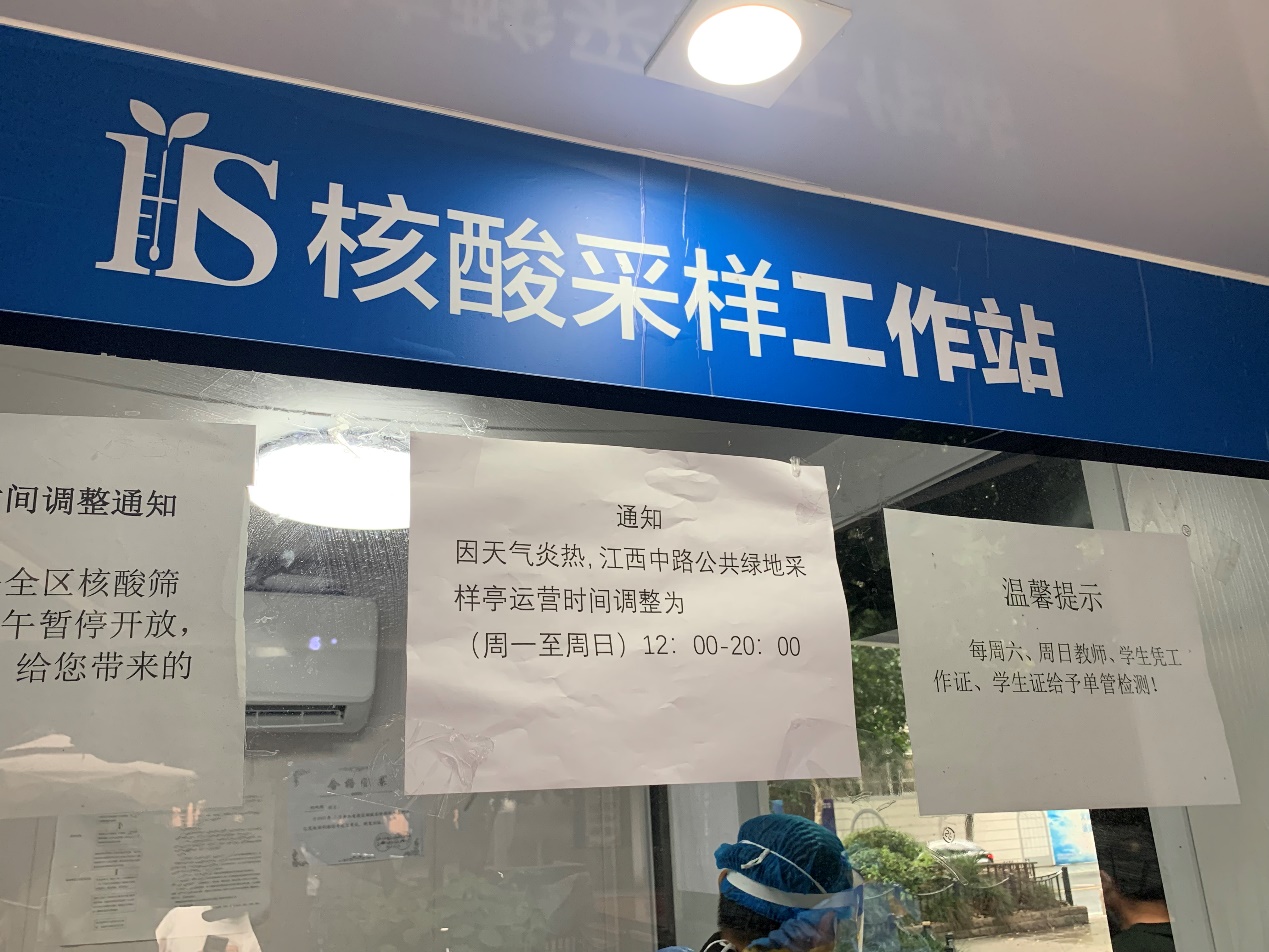 IS 核酸采样工作站
间调整通知
全区核酸筛
午暂停开放，
给您带来的
通知
因天气炎热，江西中路公共绿地采
样亭运营时间调整为
（周一至周日）12：00-20：00
温馨提示
每周六、周日教师、学生凭工
作证、学生证给予单管检测！